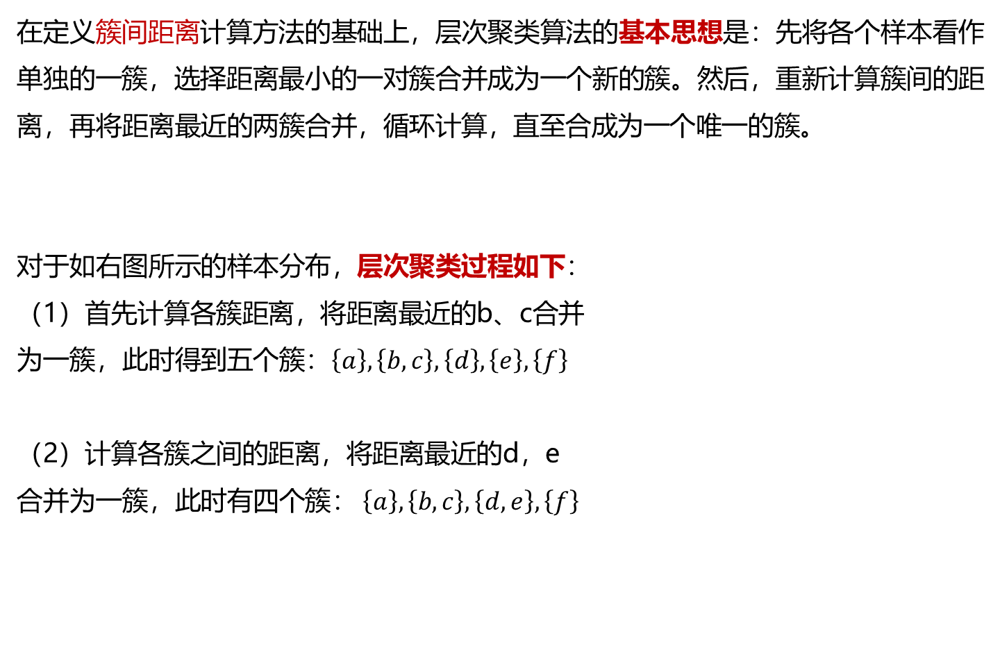 在定义簇间距离计算方法的基础上，层次聚类算法的基本思想是：先将各个样本看作
单独的一簇，选择距离最小的一对簇合并成为一个新的簇。然后，重新计算簇间的距
离，再将距离最近的两簇合并，循环计算，直至合成为一个唯一的簇。
对于如右图所示的样本分布，层次聚类过程如下：
（1）首先计算各簇距离，将距离最近的b、c合并
为一簇，此时得到五个簇：{a},{b,c},{d},{e},{f}
（2）计算各簇之间的距离，将距离最近的d，e
合并为一簇，此时有四个簇： {a},{b,c},{d,e},{f}